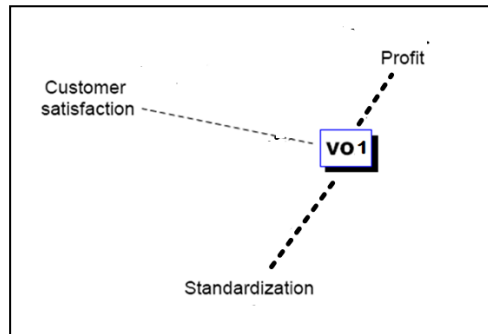 Profit
Customer
satisfaction
VO1
Standardization